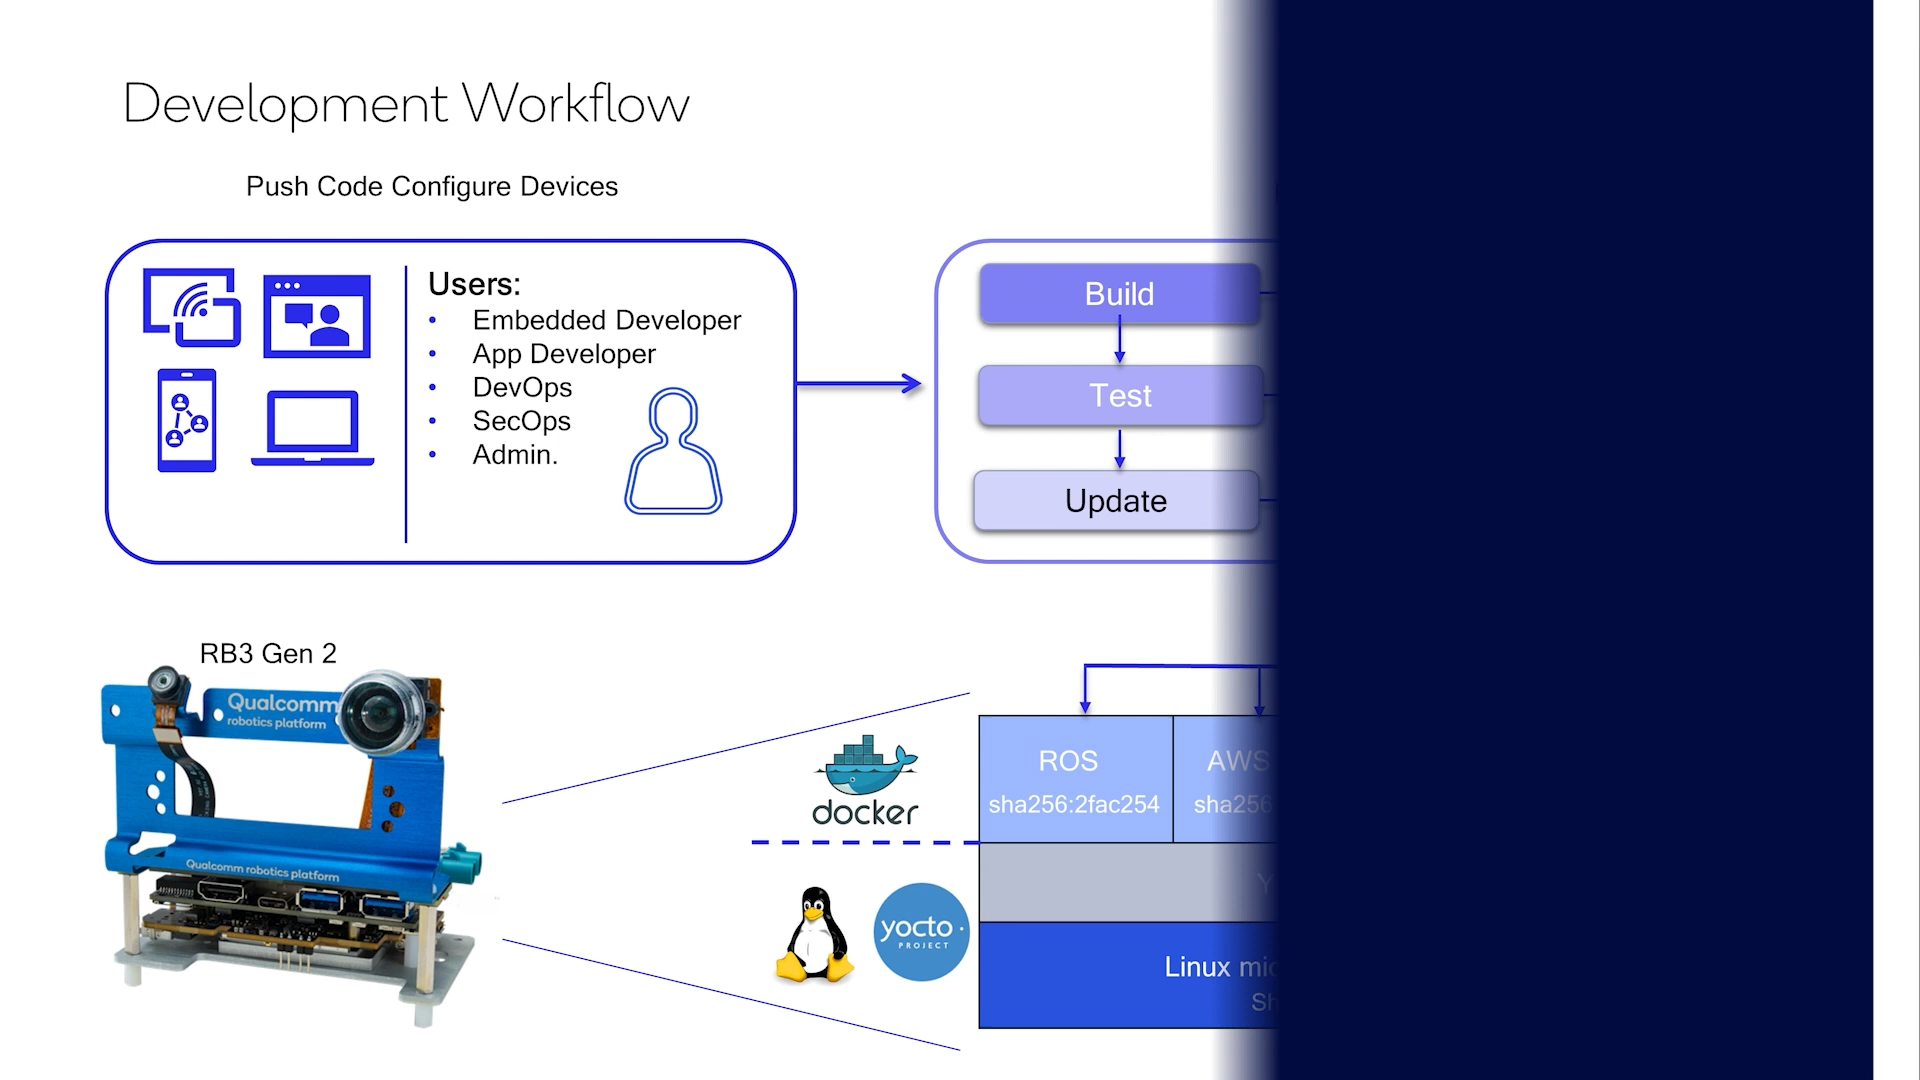 Development Workflow
Push Code Configure Devices
Users:
• Embedded Developer
• App Developer
• DevOps
• SecOps
• Admin.
Build
Test
Update
RB3 Gen 2
Qualcomm
robotics platform
Qualcomm robotics platform
docker
yocto
PROJECT
ROS
AWS
sha256:2fac254
sha256
Linux